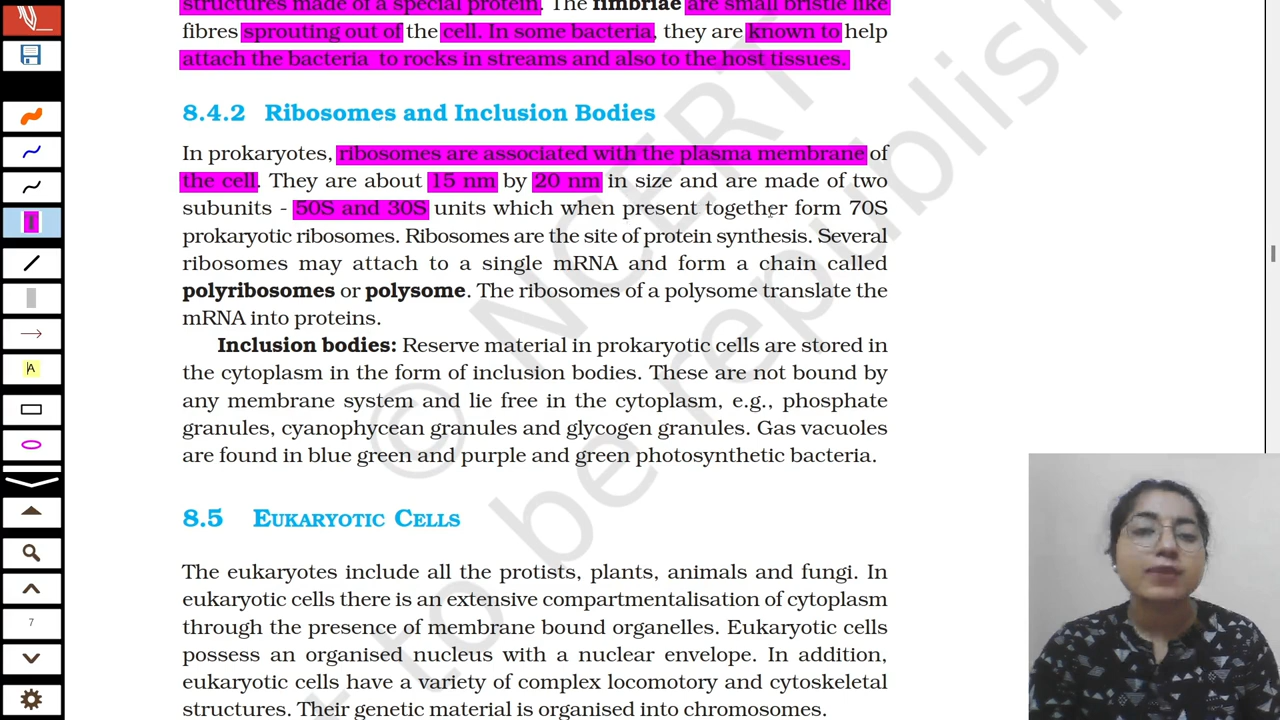 structures made of a special protein. The fimbriae are small bristle like
fibres sprouting out of the cell. In some bacteria, they are known to help
attach the bacteria to rocks in streams and also to the host tissues.
8.4.2 Ribosomes and Inclusion Bodies
In prokaryotes, ribosomes are associated with the plasma membrane of
the cell. They are about 15 nm by 20 nm in size and are made of two
subunits - 50S and 30S units which when present together form 70S
prokaryotic ribosomes. Ribosomes are the site of protein synthesis. Several
ribosomes may attach to a single mRNA and form a chain called
polyribosomes or polysome. The ribosomes of a polysome translate the
mRNA into proteins.
Inclusion bodies: Reserve material in prokaryotic cells are stored in
the cytoplasm in the form of inclusion bodies. These are not bound by
any membrane system and lie free in the cytoplasm, e.g., phosphate
granules, cyanophycean granules and glycogen granules. Gas vacuoles
are found in blue green and purple and green photosynthetic bacteria.
8.5 EUKARYOTIC CELLS
The eukaryotes include all the protists, plants, animals and fungi. In
eukaryotic cells there is an extensive compartmentalisation of cytoplasm
through the presence of membrane bound organelles. Eukaryotic cells
possess an organised nucleus with a nuclear envelope. In addition,
eukaryotic cells have a variety of complex locomotory and cytoskeletal
structures. Their genetic material is organised into chromosomes.
© NCERT
to be republish
A
7